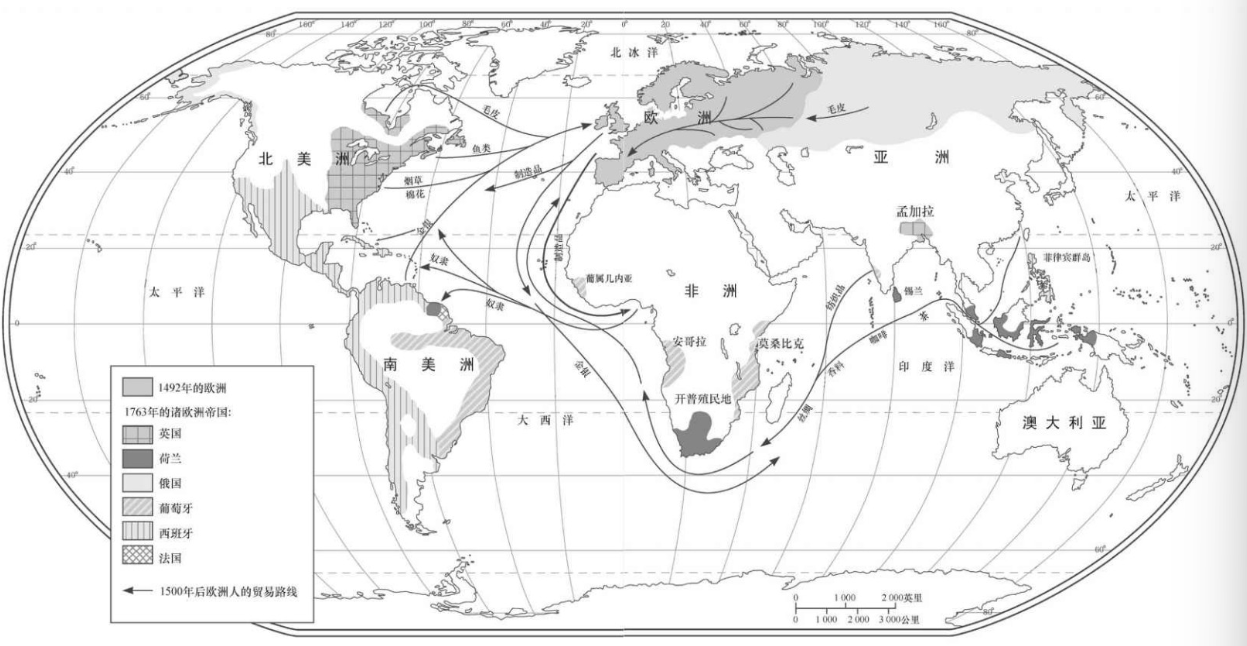 160° 140° 120° 100° 80° 60° 40° 20° 0° 20° 40° 60° 80° 100° 120° 140° 160°
80° 80°
北冰洋
60° 60°
毛皮
欧洲
毛皮
鱼类
北美洲
亚洲
制造品
40° 40°
烟草
棉花
太平洋
孟加拉
20° 20°
制造品
奴隶
菲律宾群岛
葡属几内亚
太平洋
奴隶
非洲
纺织品
锡兰
茶
0 0°
安哥拉
莫桑比克
咖啡
南美洲
金银
香料
印度洋
1492年的欧洲
开普殖民地
20° 20°
丝绸
1763年的诸欧洲帝国:
大西洋
澳大利亚
英国
荷兰
40° 40°
俄国
葡萄牙
西班牙
60°
法国
1500年后欧洲人的贸易路线
0 1 000 2 000英里
0 1 000 2 000 3 000公里
80°